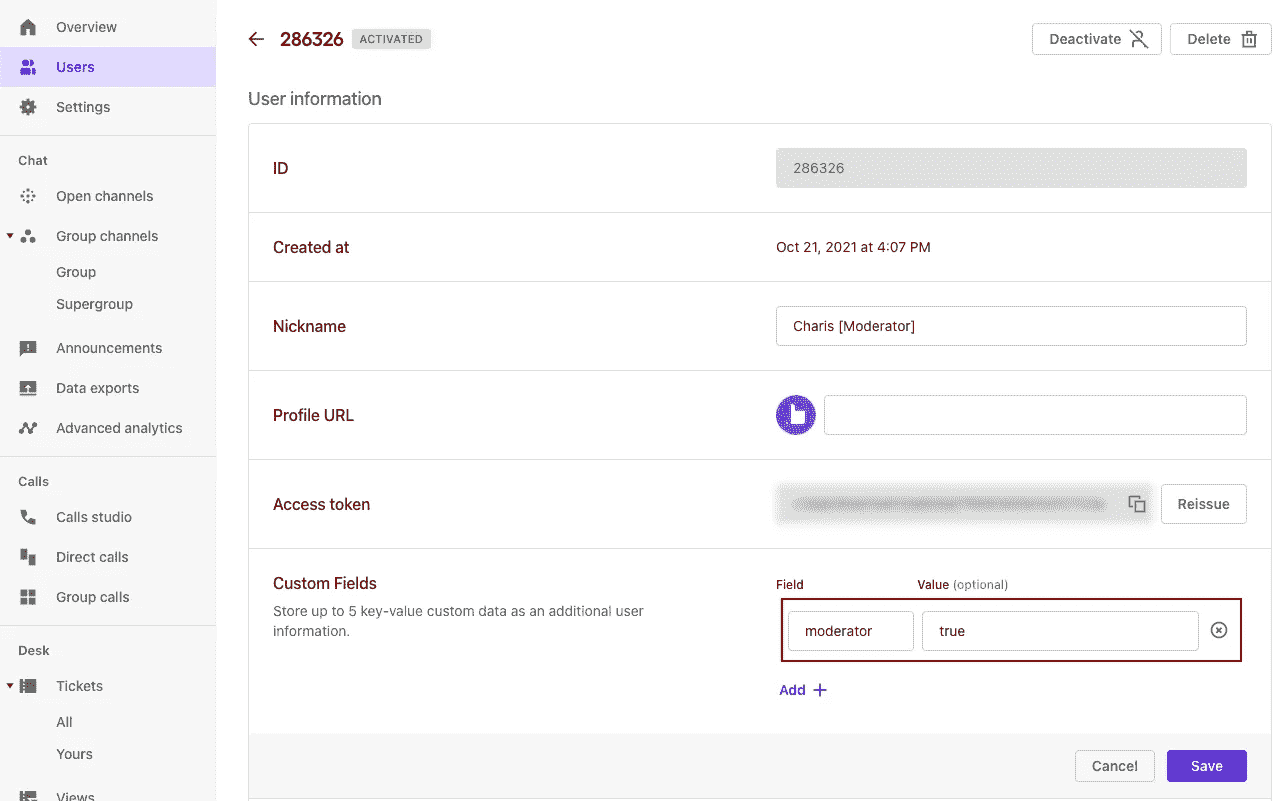 Overview
Users
Settings
Chat
Open channels
Group channels
Group
Supergroup
Announcements
Data exports
Advanced analytics
Calls
Calls studio
Direct calls
Group calls
Desk
Tickets
All
Yours
Views
286326 ACTIVATED
Deactivate
Delete
User information
ID
286326
Created at
Oct 21, 2021 at 4:07 PM
Nickname
Charis [Moderator]
Profile URL
Access token
Reissue
Custom Fields
Store up to 5 key-value custom data as an additional user
information.
Field
Value (optional)
moderator
true
Add
Cancel
Save